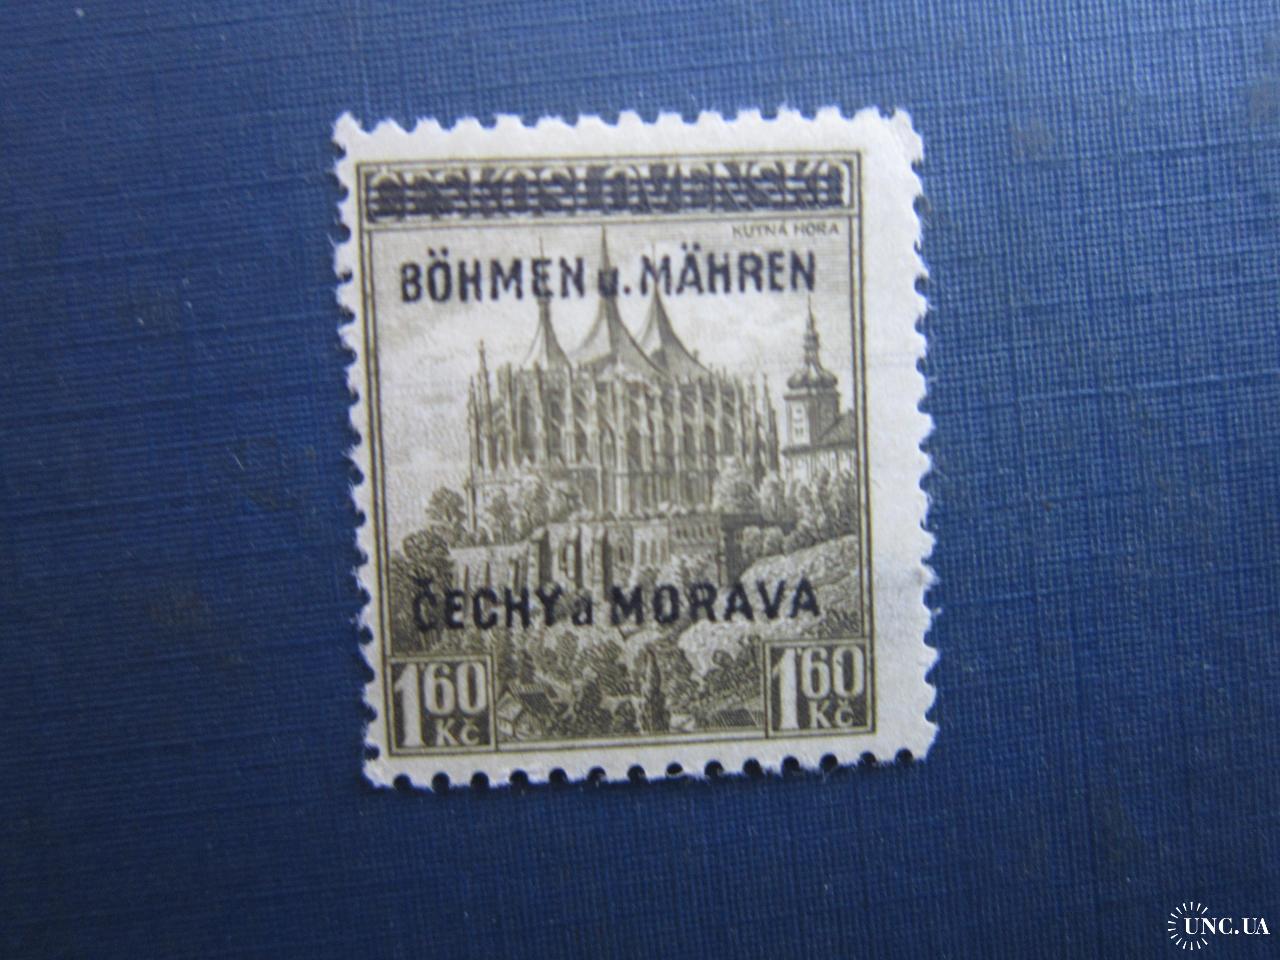 ČESKOSLOVENSKO
KUTNÁ HORA
BÖHMEN u. MÄHREN
ČECHY a MORAVA
1'60 Kč
1'60 Kč
UNC.UA